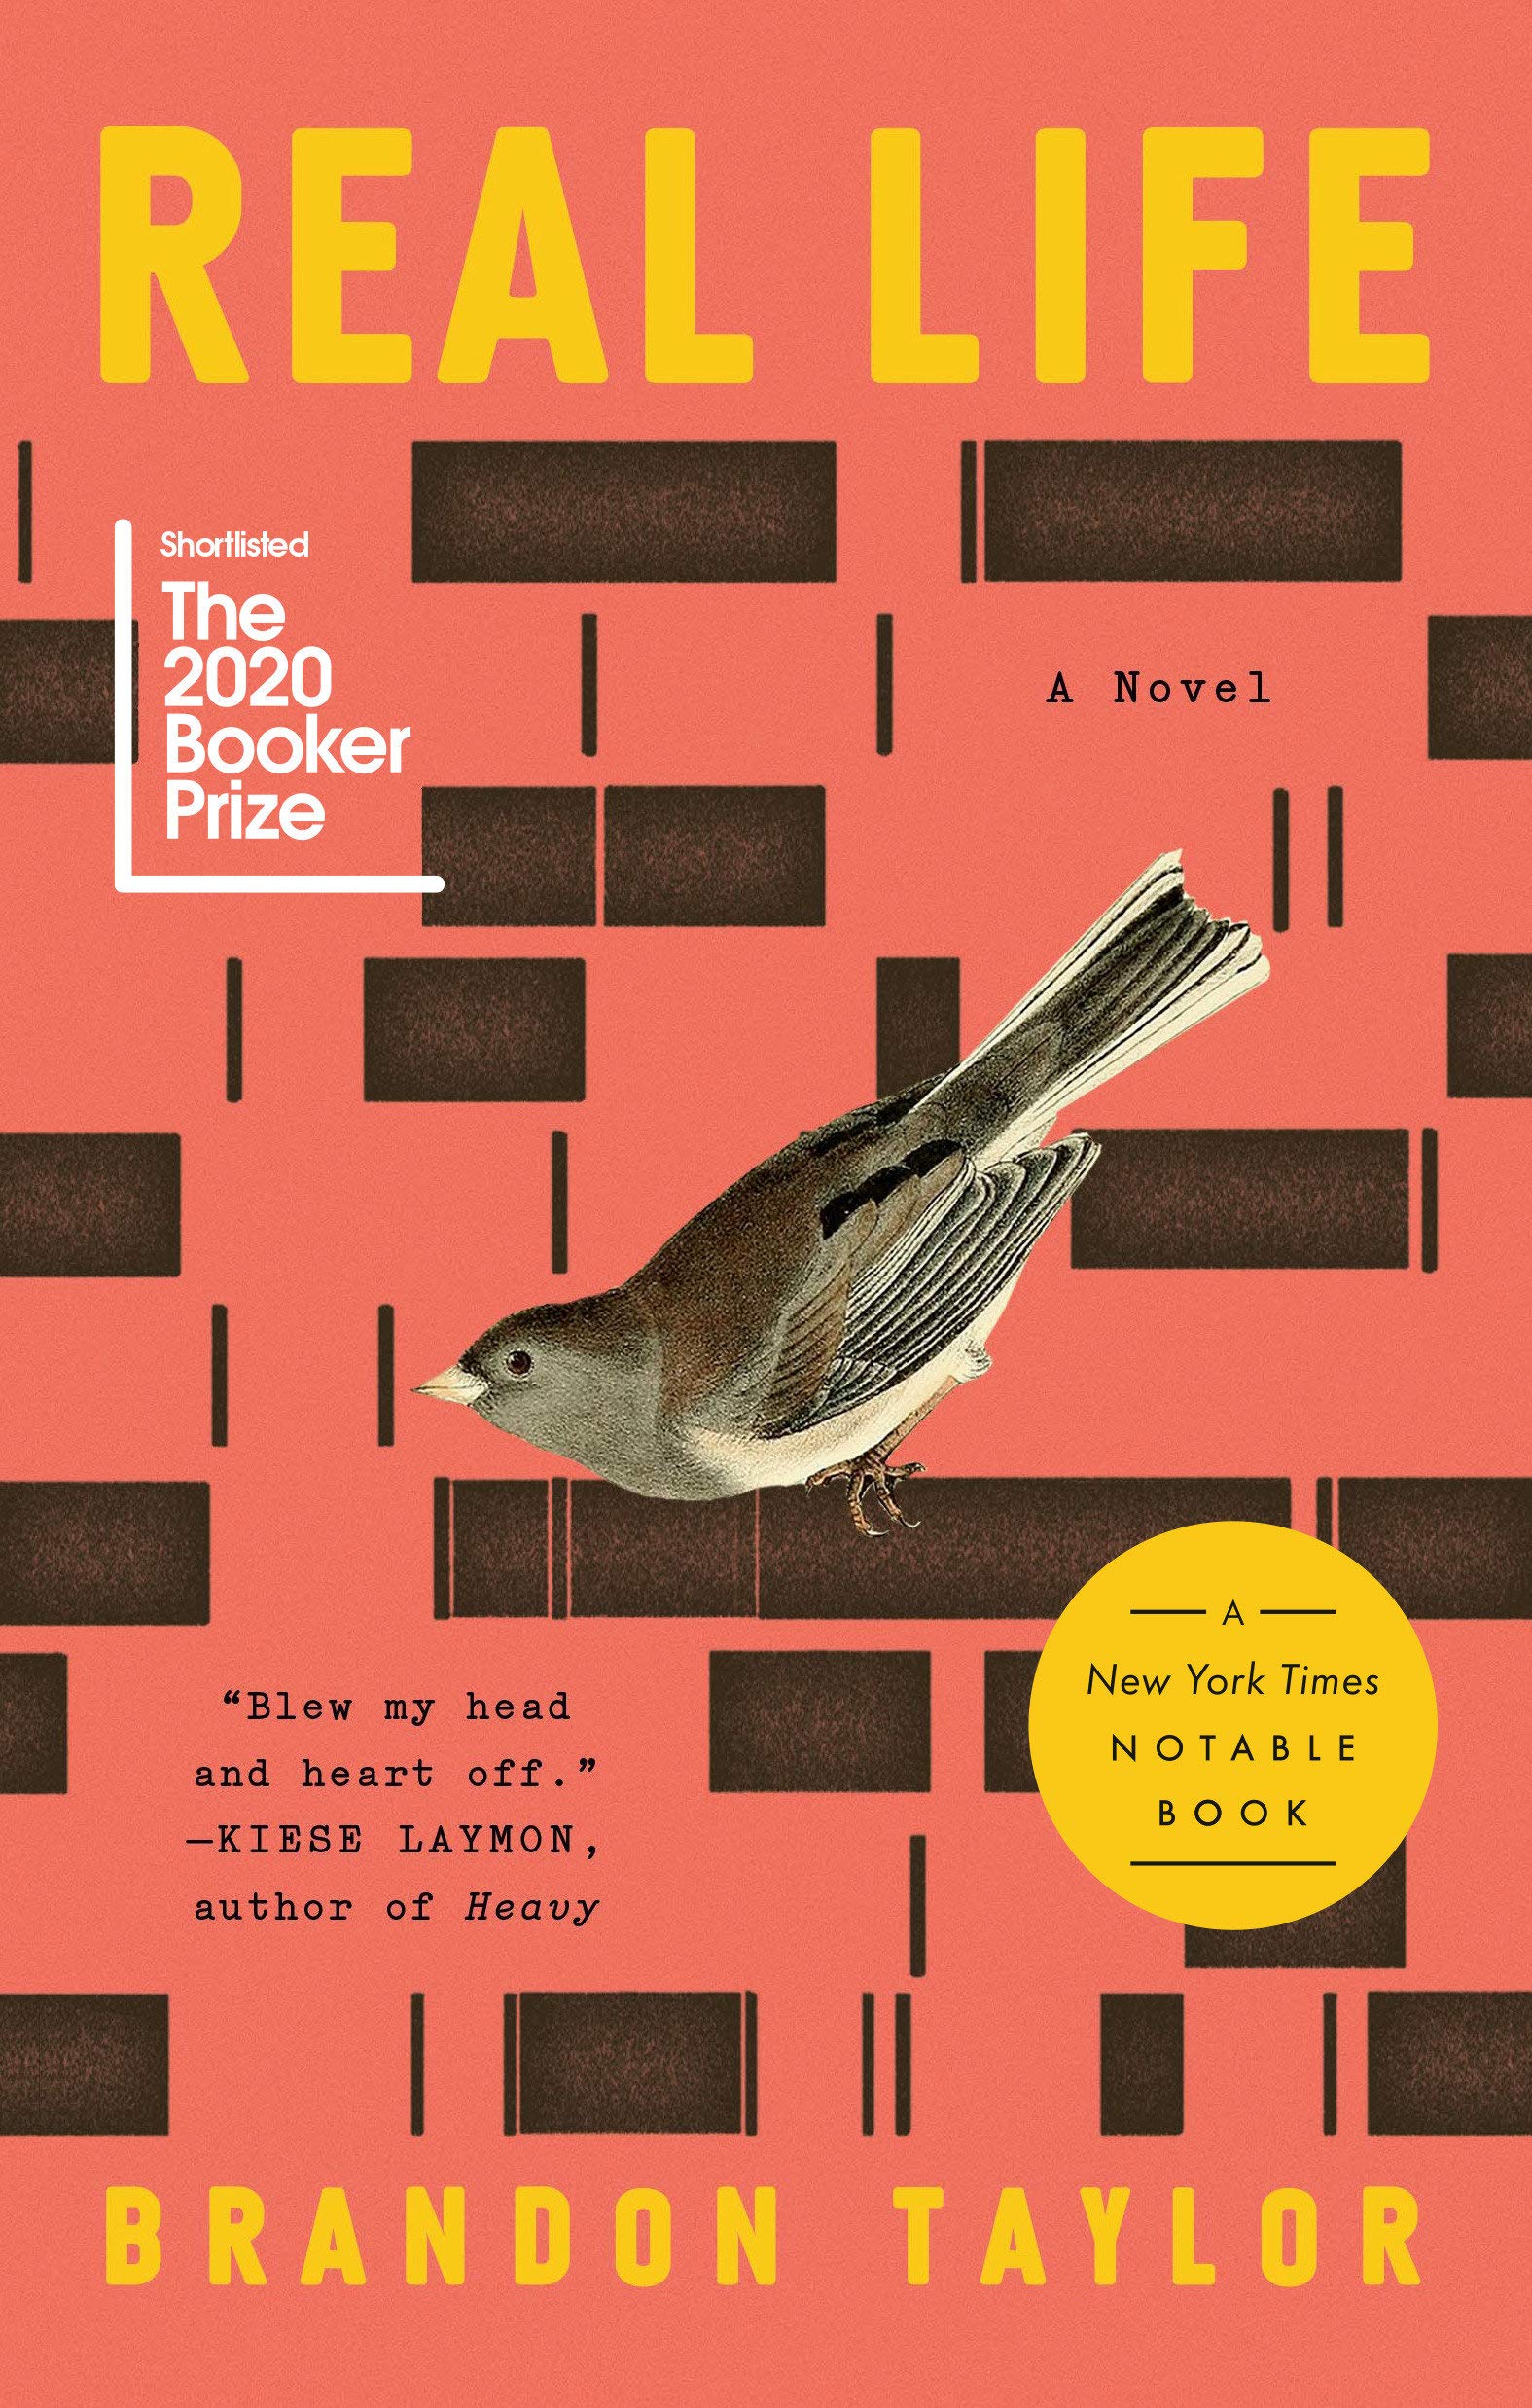 REAL LIFE
Shortlisted
The
2020
Booker
Prize
A Novel
“Blew my head
and heart off.”
—KIESE LAYMON,
author of Heavy
A
New York Times
NOTABLE
BOOK
BRANDON TAYLOR